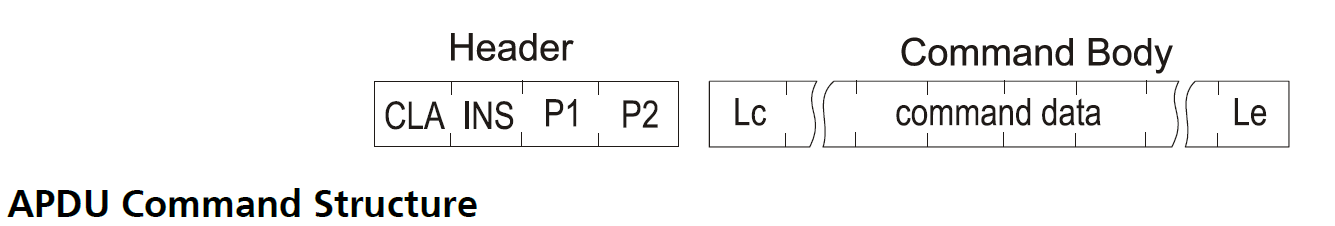 Header Command Body
CLA INS P1 P2 Lc command data Le
APDU Command Structure